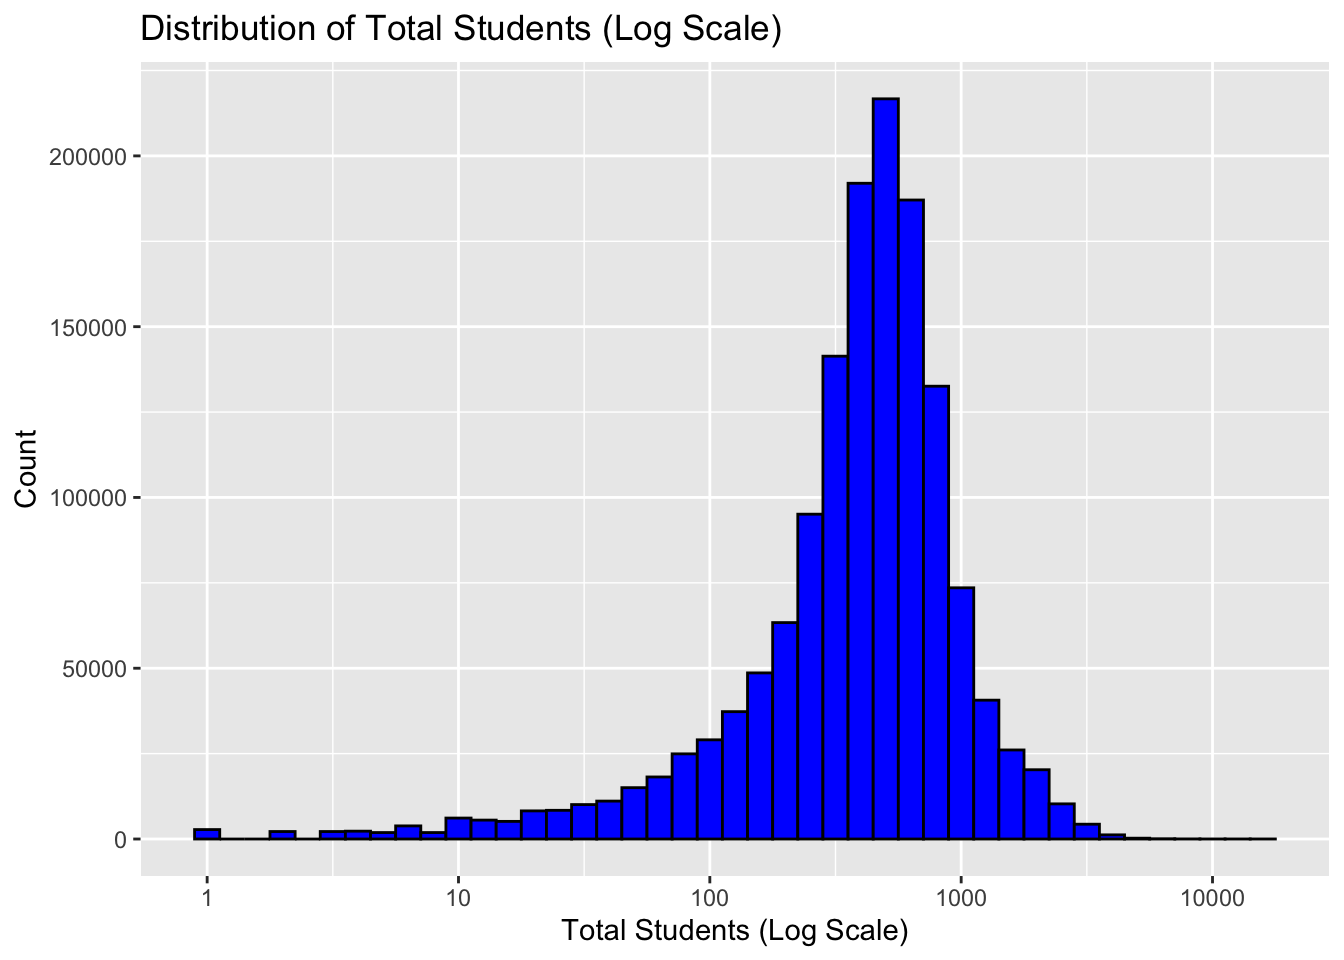 Distribution of Total Students (Log Scale)
200000
150000
100000
50000
0
Count
1 10 100 1000 10000
Total Students (Log Scale)